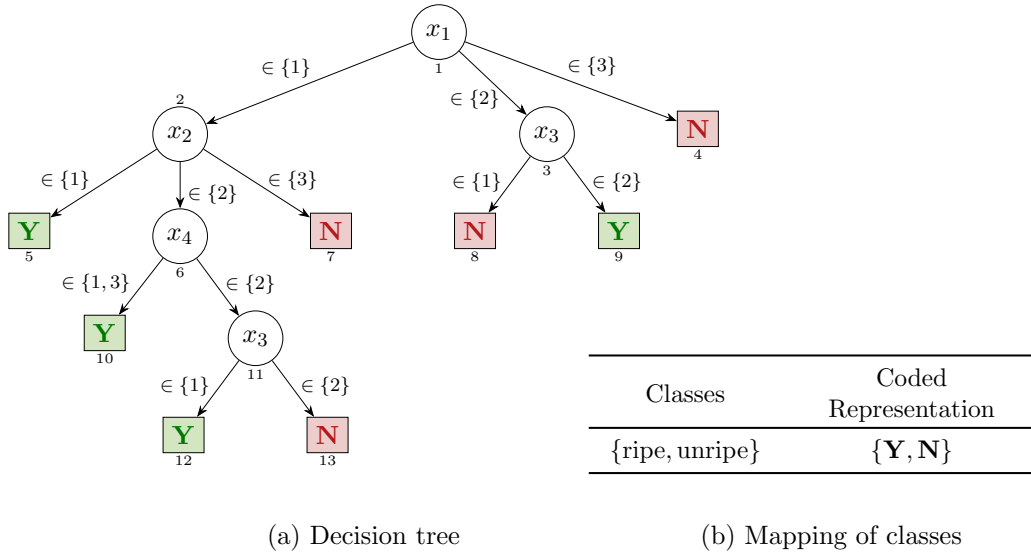 x₁
1
∈ {1}
∈ {2}
∈ {3}
2
x₂
x₃
3
N
4
∈ {1}
∈ {2}
∈ {3}
∈ {1}
∈ {2}
Y
5
x₄
6
N
7
N
8
Y
9
∈ {1, 3}
∈ {2}
Y
10
x₃
11
∈ {1}
∈ {2}
Y
12
N
13
(a) Decision tree
Classes
Coded
Representation
{ripe, unripe}
{Y, N}
(b) Mapping of classes